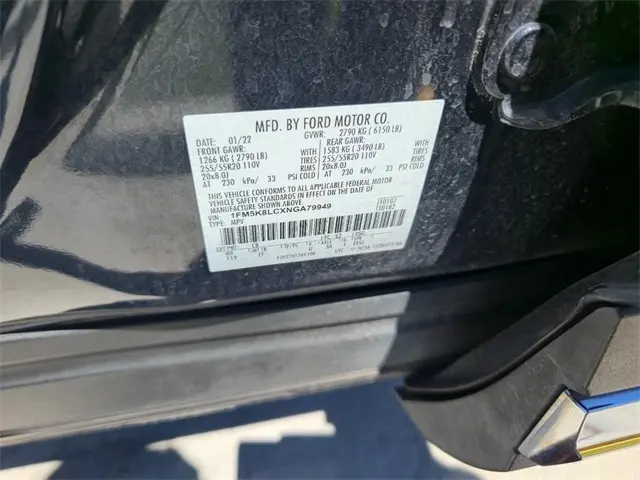 MFD. BY FORD MOTOR CO.
DATE: 01/22 GVWR: 2790 KG ( 6150 LB)
FRONT GAWR: REAR GAWR:
1266 KG ( 2790 LB) WITH 1583 KG ( 3490 LB) WITH
255/55R20 110V TIRES 255/55R20 110V TIRES
20x8.0J RIMS 20x8.0J RIMS
AT 230 kPa/ 33 PSI COLD AT 230 kPa/ 33 PSI COLD
THIS VEHICLE CONFORMS TO ALL APPLICABLE FEDERAL MOTOR
VEHICLE SAFETY STANDARDS IN EFFECT ON THE DATE OF
MANUFACTURE SHOWN ABOVE.
VIN: 1FM5K8LCXNGA79949
TYPE: MPV